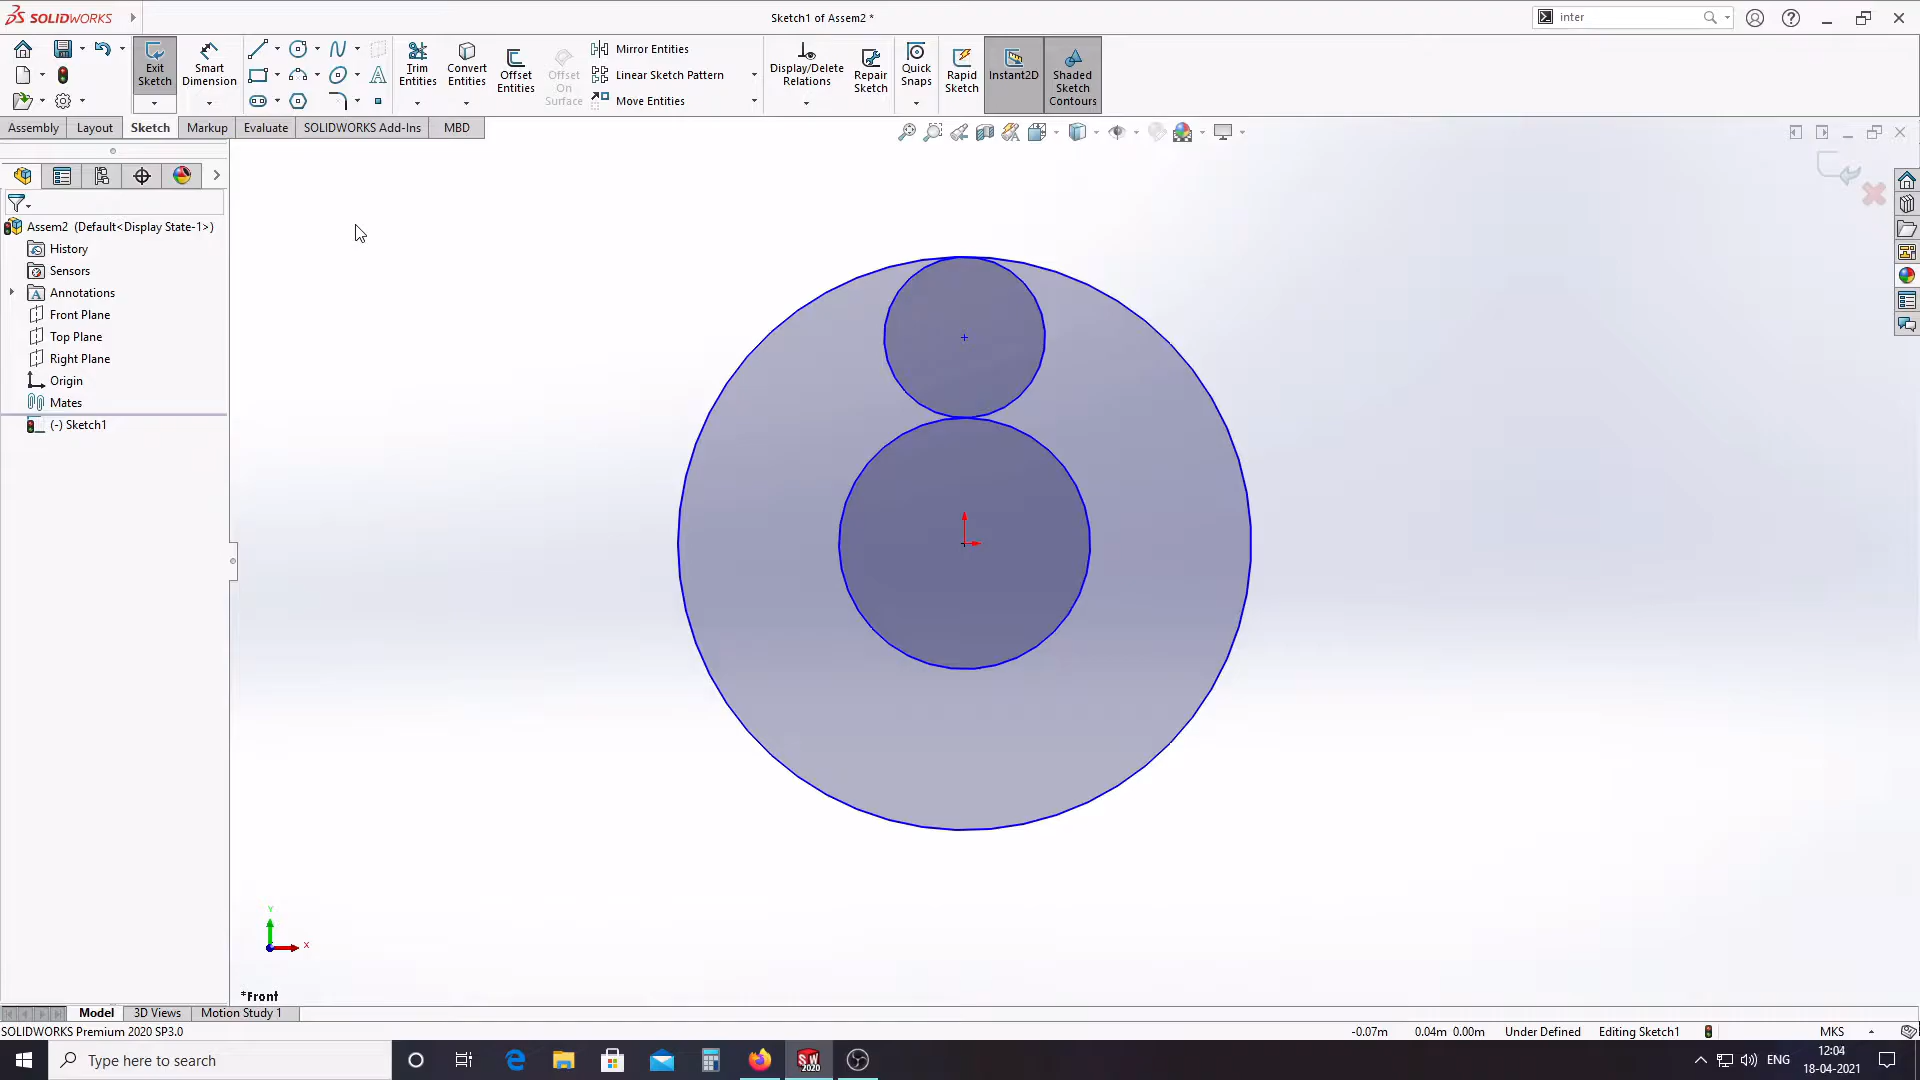 SOLIDWORKS
Sketch1 of Assem2 *
inter
Exit Sketch
Smart Dimension
Trim Entities
Convert Entities
Offset Entities
Offset On Surface
Mirror Entities
Linear Sketch Pattern
Move Entities
Display/Delete Relations
Repair Sketch
Quick Snaps
Rapid Sketch
Instant2D
Shaded Sketch Contours
Assembly
Layout
Sketch
Markup
Evaluate
SOLIDWORKS Add-Ins
MBD
Assem2 (Default<Display State-1>)
History
Sensors
Annotations
Front Plane
Top Plane
Right Plane
Origin
Mates
(-) Sketch1
Y
X
*Front
Model
3D Views
Motion Study 1
SOLIDWORKS Premium 2020 SP3.0
-0.07m
0.04m 0.00m
Under Defined
Editing Sketch1
MKS
Type here to search
SW
2020
ENG
12:04
18-04-2021